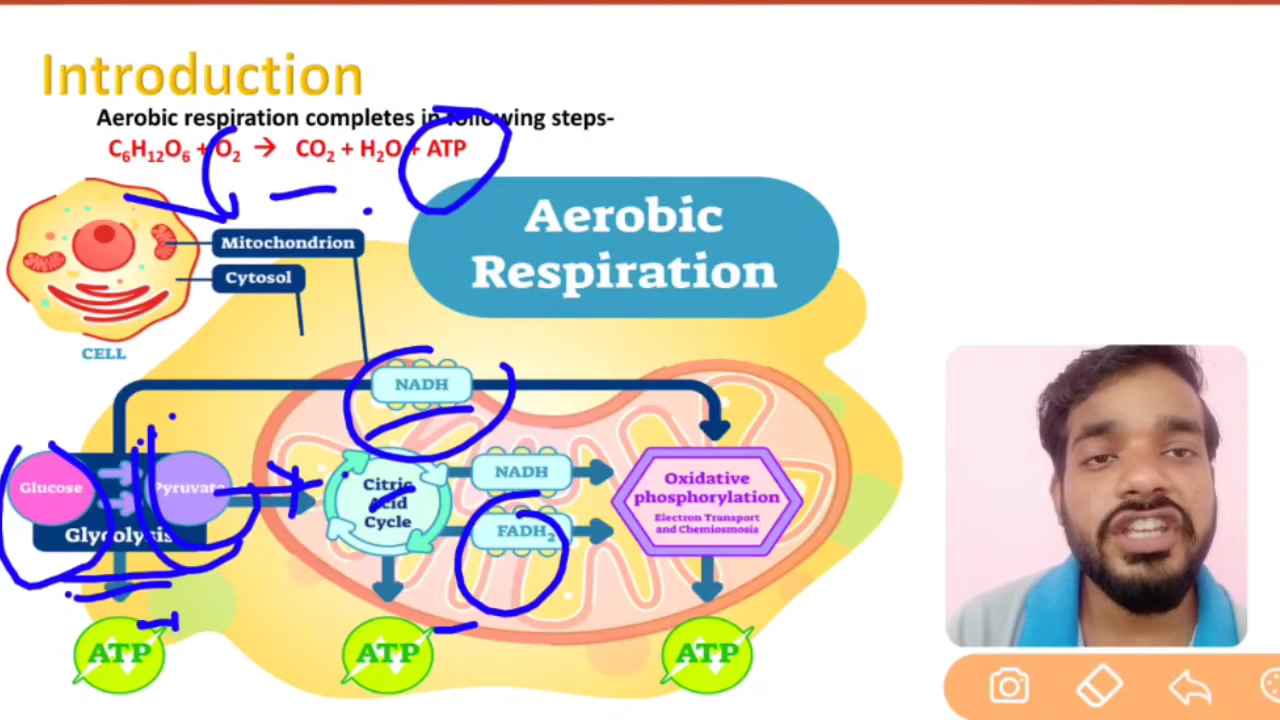 Introduction
Aerobic respiration completes in following steps-
C₆H₁₂O₆ + O₂ → CO₂ + H₂O + ATP
Aerobic
Respiration
Mitochondrion
Cytosol
CELL
NADH
Glucose
Pyruvate
Glycolysis
Citric
Acid
Cycle
NADH
FADH₂
Oxidative
phosphorylation
Electron Transport
and Chemiosmosis
ATP
ATP
ATP